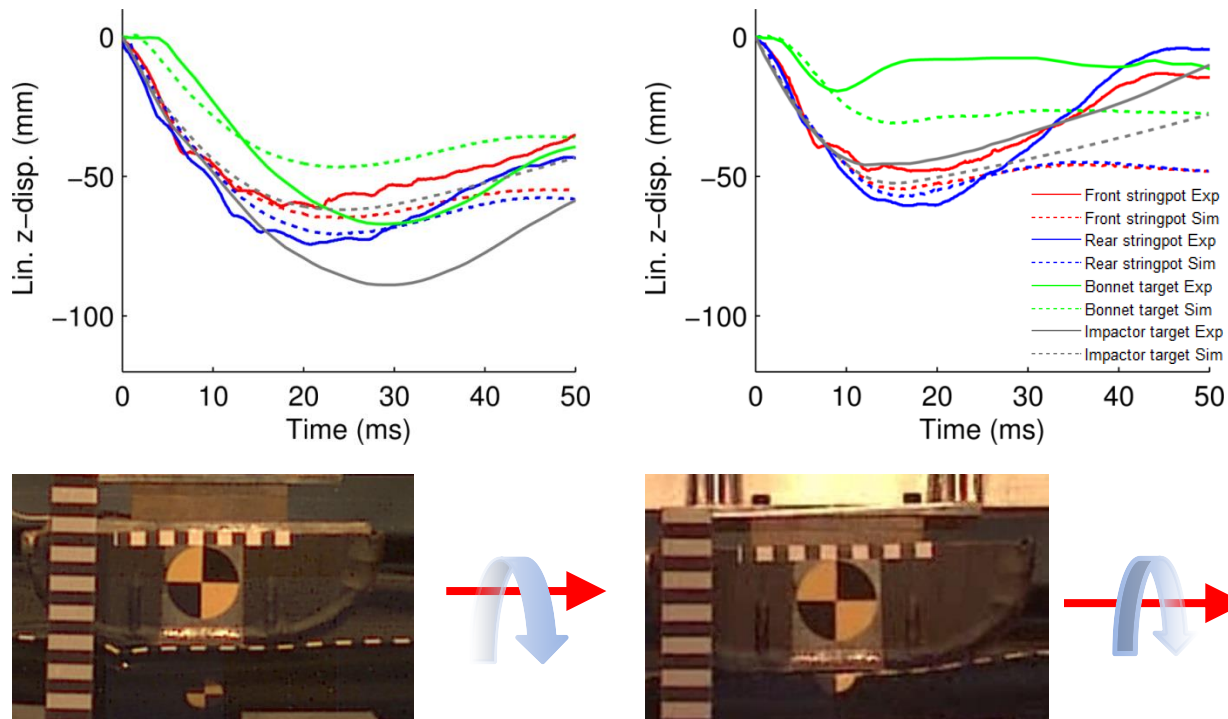 0
−50
−100
Lin. z-disp. (mm)
0 10 20 30 40 50
Time (ms)
0
−50
−100
Lin. z-disp. (mm)
0 10 20 30 40 50
Time (ms)
Front stringpot Exp
Front stringpot Sim
Rear stringpot Exp
Rear stringpot Sim
Bonnet target Exp
Bonnet target Sim
Impactor target Exp
Impactor target Sim